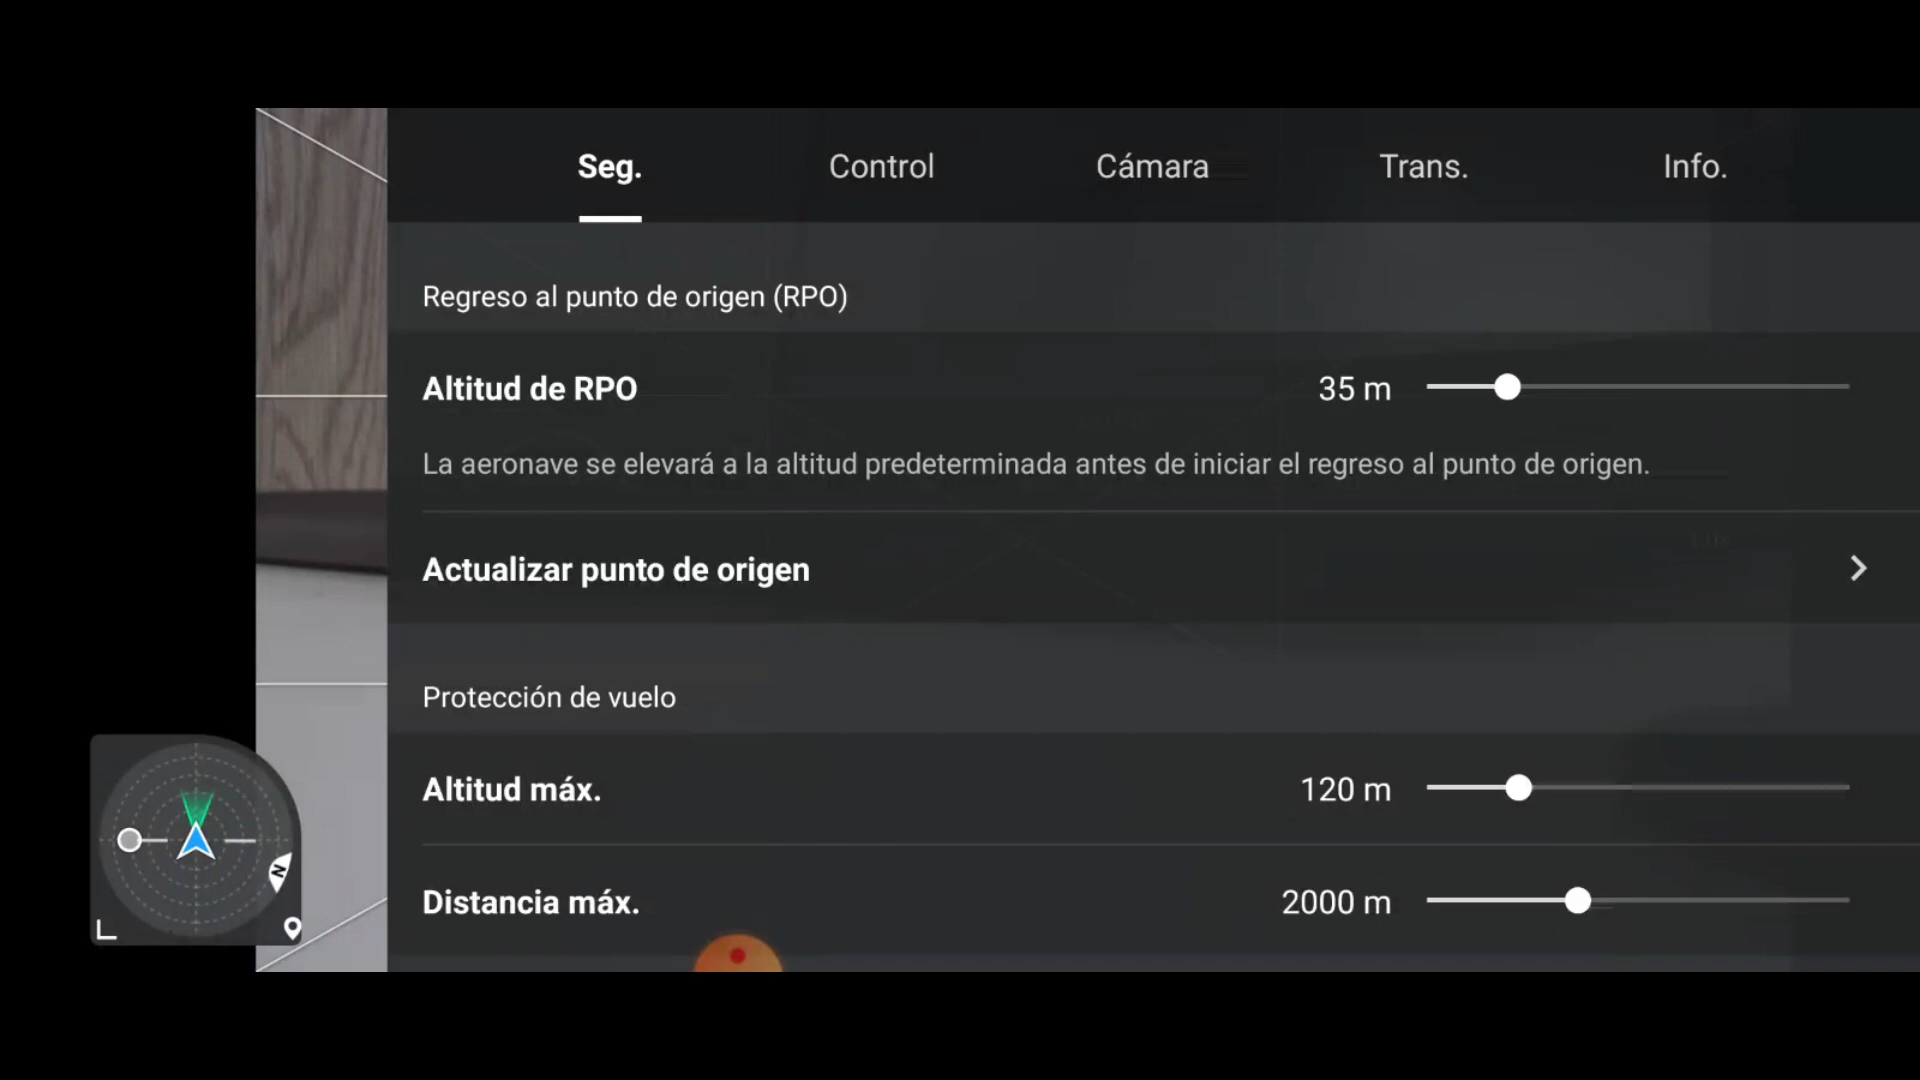 Seg.
Control
Cámara
Trans.
Info.
Regreso al punto de origen (RPO)
Altitud de RPO
35 m
La aeronave se elevará a la altitud predeterminada antes de iniciar el regreso al punto de origen.
Actualizar punto de origen
Protección de vuelo
Altitud máx.
120 m
Distancia máx.
2000 m
N